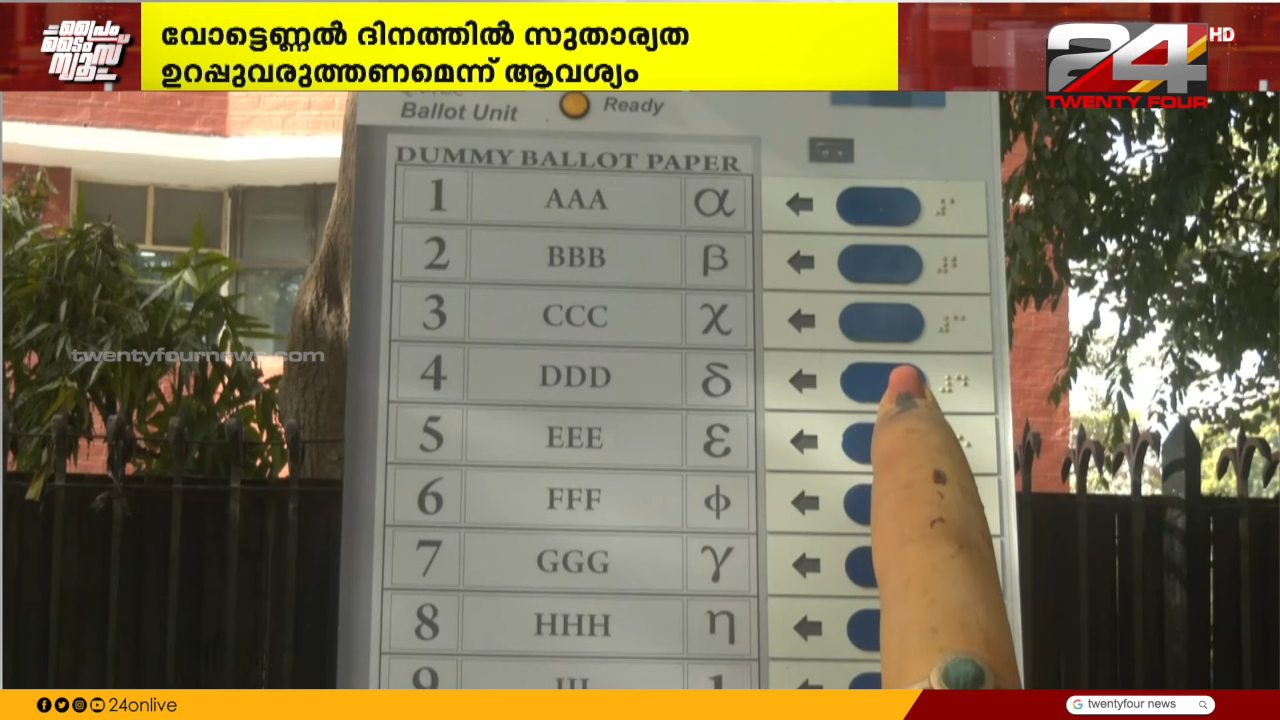 പ്രൈം
ടൈം
ന്യൂസ്
വോട്ടെണ്ണൽ ദിനത്തിൽ സുതാര്യത
ഉറപ്പുവരുത്തണമെന്ന് ആവശ്യം
24 HD
TWENTY FOUR
Ballot Unit
Ready
DUMMY BALLOT PAPER
1 AAA α
2 BBB β
3 CCC χ
4 DDD δ
5 EEE ε
6 FFF ϕ
7 GGG γ
8 HHH η
9 III ι
twentyfournews.com
24onlive
twentyfour news